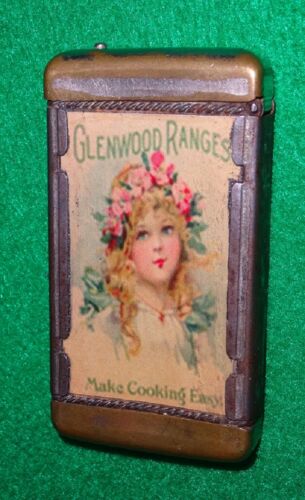 GLENWOOD RANGES
Make Cooking Easy.